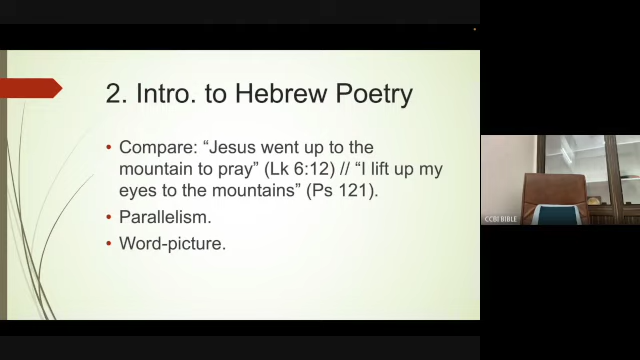 2. Intro. to Hebrew Poetry
• Compare: “Jesus went up to the
mountain to pray” (Lk 6:12) // “I lift up my
eyes to the mountains” (Ps 121).
• Parallelism.
• Word-picture.
CCBI BIBLE